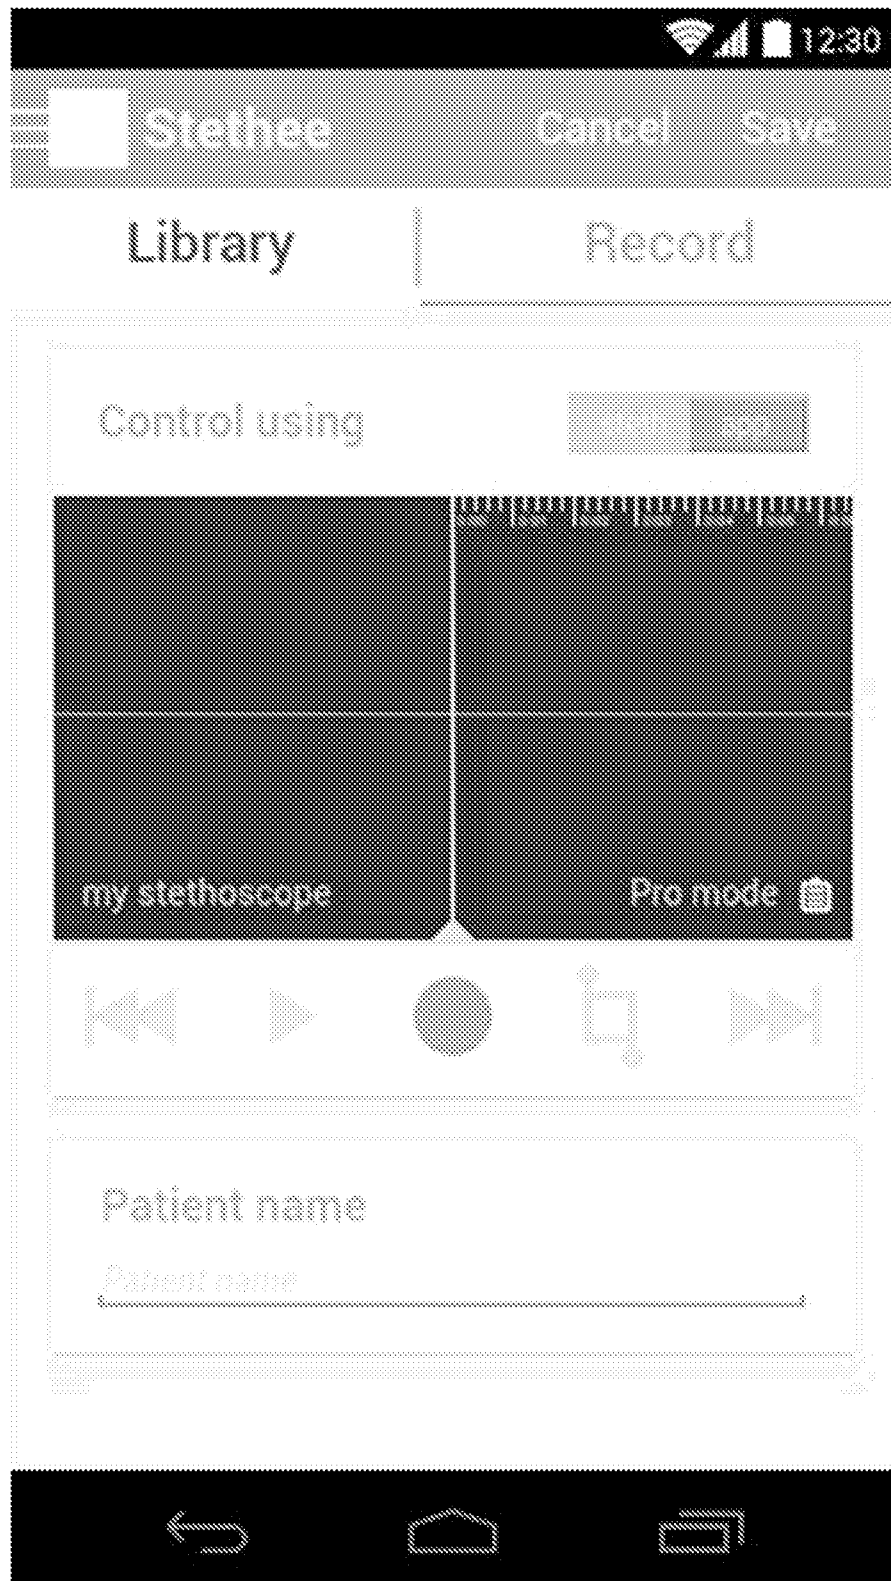 12:30
Stethee Cancel Save
Library Record
Control using
my stethoscope Pro mode
Patient name
Patient name